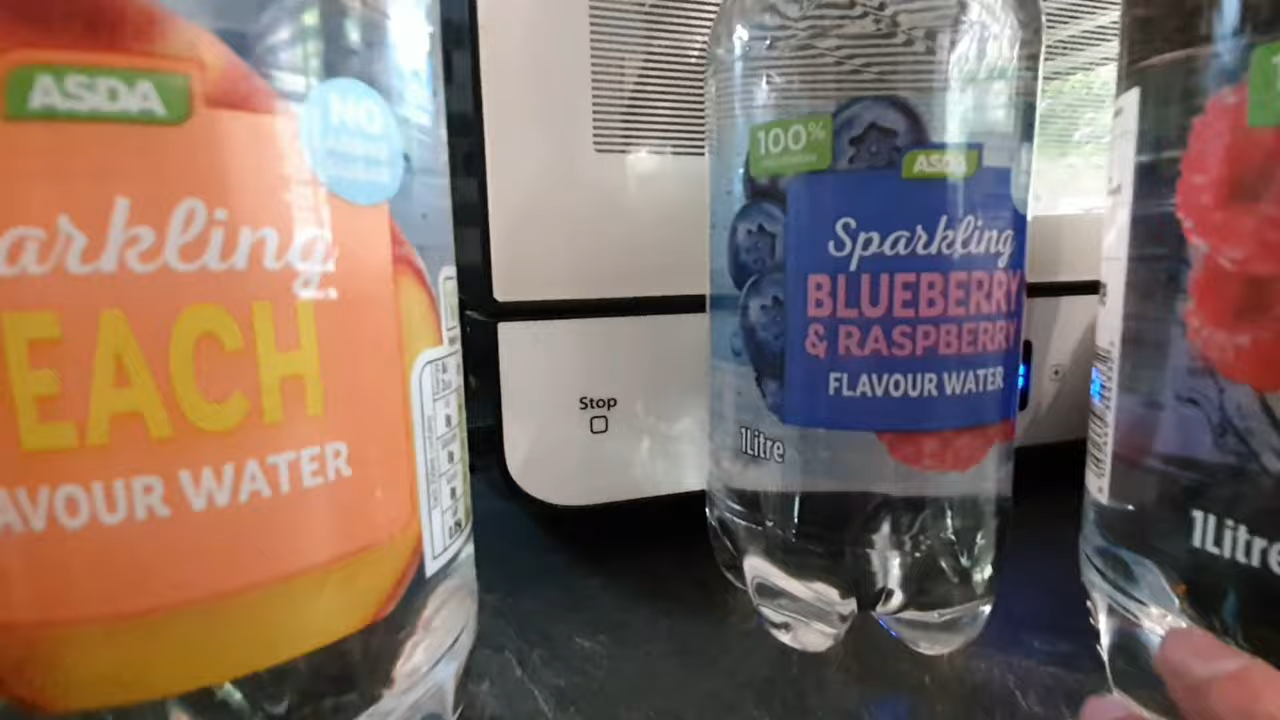 ASDA
NO
arkling
EACH
AVOUR WATER
Stop
100%
ASDA
Sparkling
BLUEBERRY
& RASPBERRY
FLAVOUR WATER
1Litre
1Litre